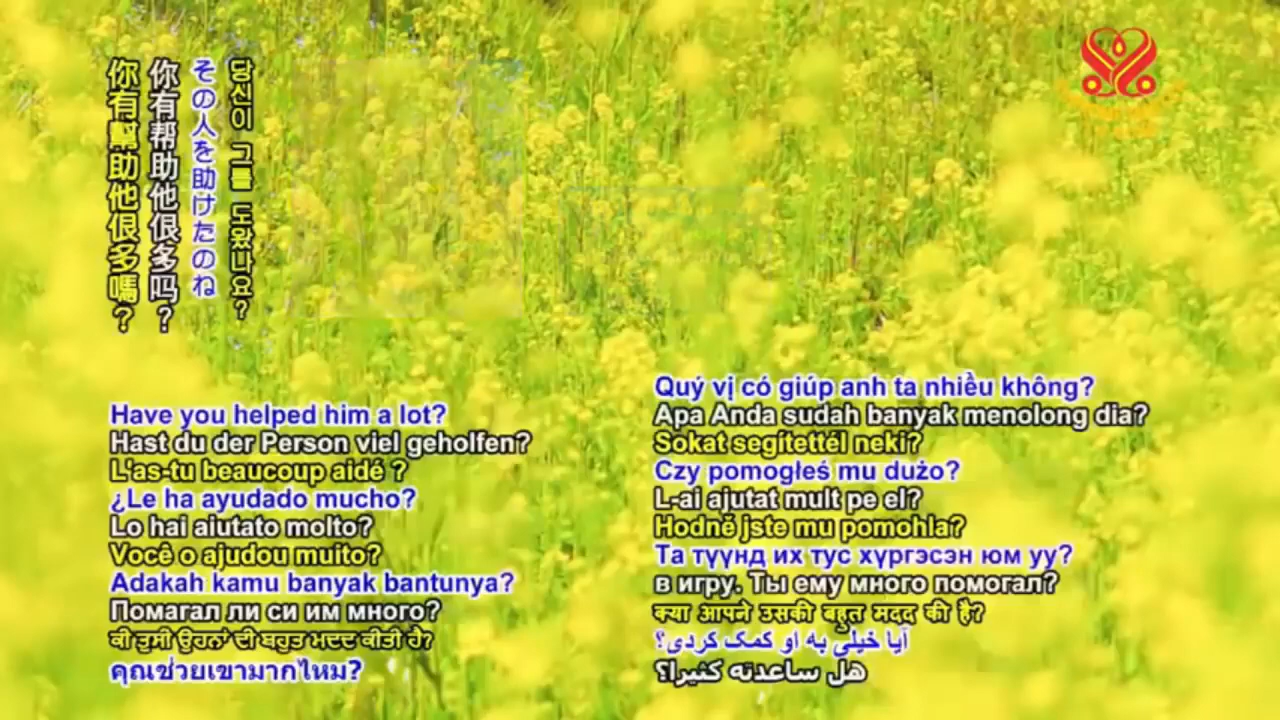 你有幫助他很多嗎？
你有帮助他很多吗？
その人を助けたのね
당신이 그를 도왔나요?
Have you helped him a lot?
Hast du der Person viel geholfen?
L'as-tu beaucoup aidé ?
¿Le ha ayudado mucho?
Lo hai aiutato molto?
Você o ajudou muito?
Adakah kamu banyak bantunya?
Помагал ли си им много?
ਕੀ ਤੁਸੀ ਉਹਨਾਂ ਦੀ ਬਹੁਤ ਮਦਦ ਕੀਤੀ ਹੈ?
คุณช่วยเขามากไหม?
Quý vị có giúp anh ta nhiều không?
Apa Anda sudah banyak menolong dia?
Sokat segítettél neki?
Czy pomogłeś mu dużo?
L-ai ajutat mult pe el?
Hodně jste mu pomohla?
Та түүнд их тус хүргэсэн юм уу?
в игру. Ты ему много помогал?
क्या आपने उसकी बहुत मदद की है?
آیا خیلی به او کمک کردی؟
هل ساعدته كثيرا؟